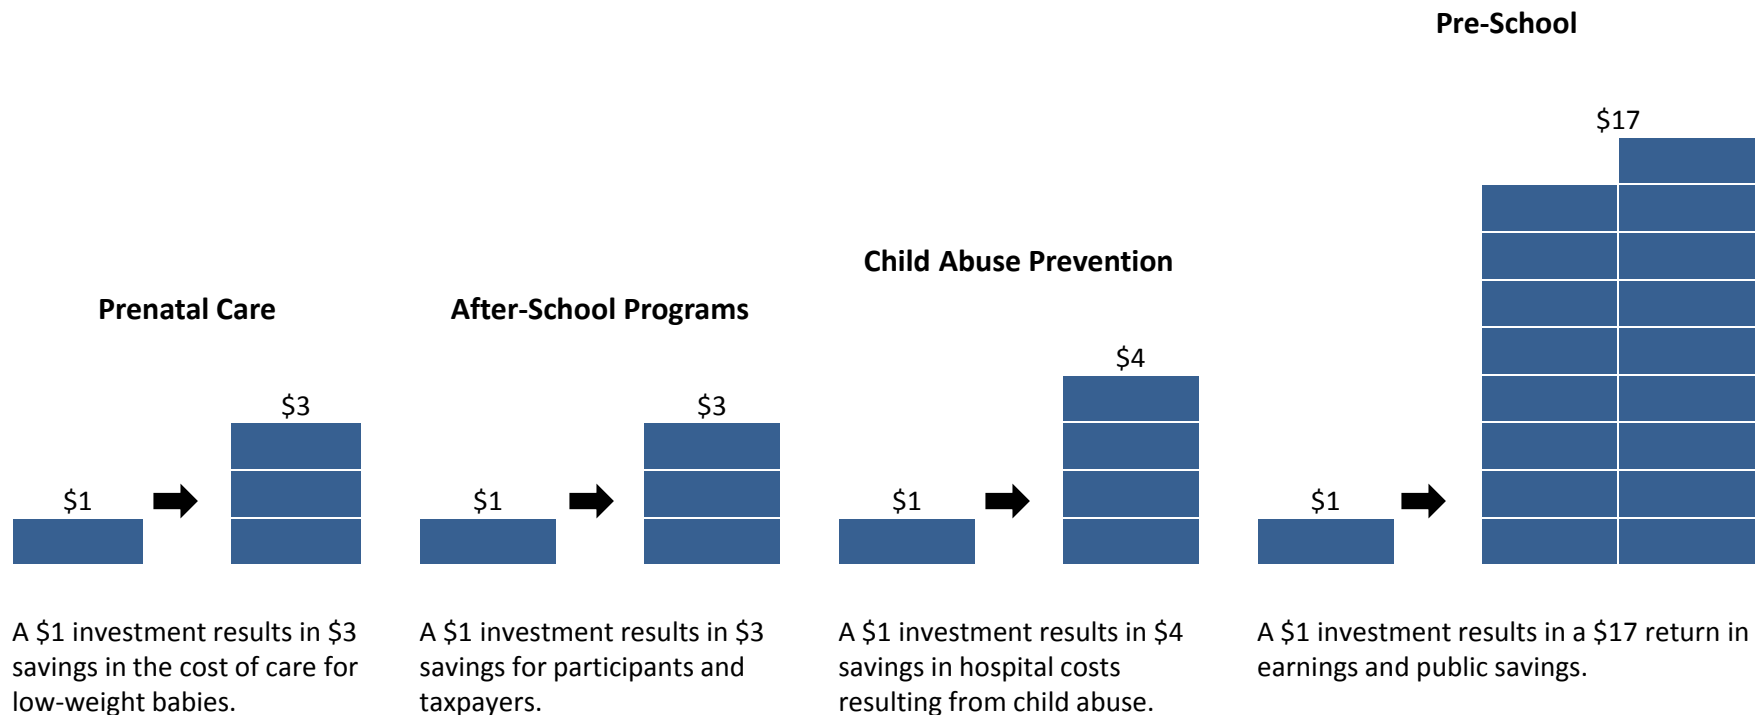 Pre-School
$17
Child Abuse Prevention
Prenatal Care
After-School Programs
$4
$3
$3
$1
$1
$1
$1
A $1 investment results in $3
savings in the cost of care for
low-weight babies.
A $1 investment results in $3
savings for participants and
taxpayers.
A $1 investment results in $4
savings in hospital costs
resulting from child abuse.
A $1 investment results in a $17 return in
earnings and public savings.